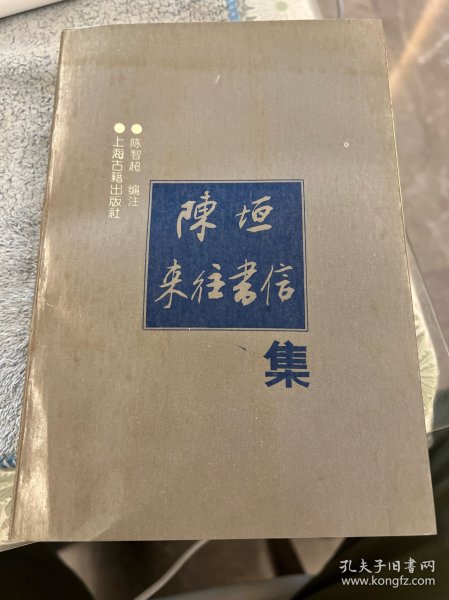 陈智超 编注
上海古籍出版社
陳垣
来往書信
集
孔夫子旧书网
www.kongfz.com